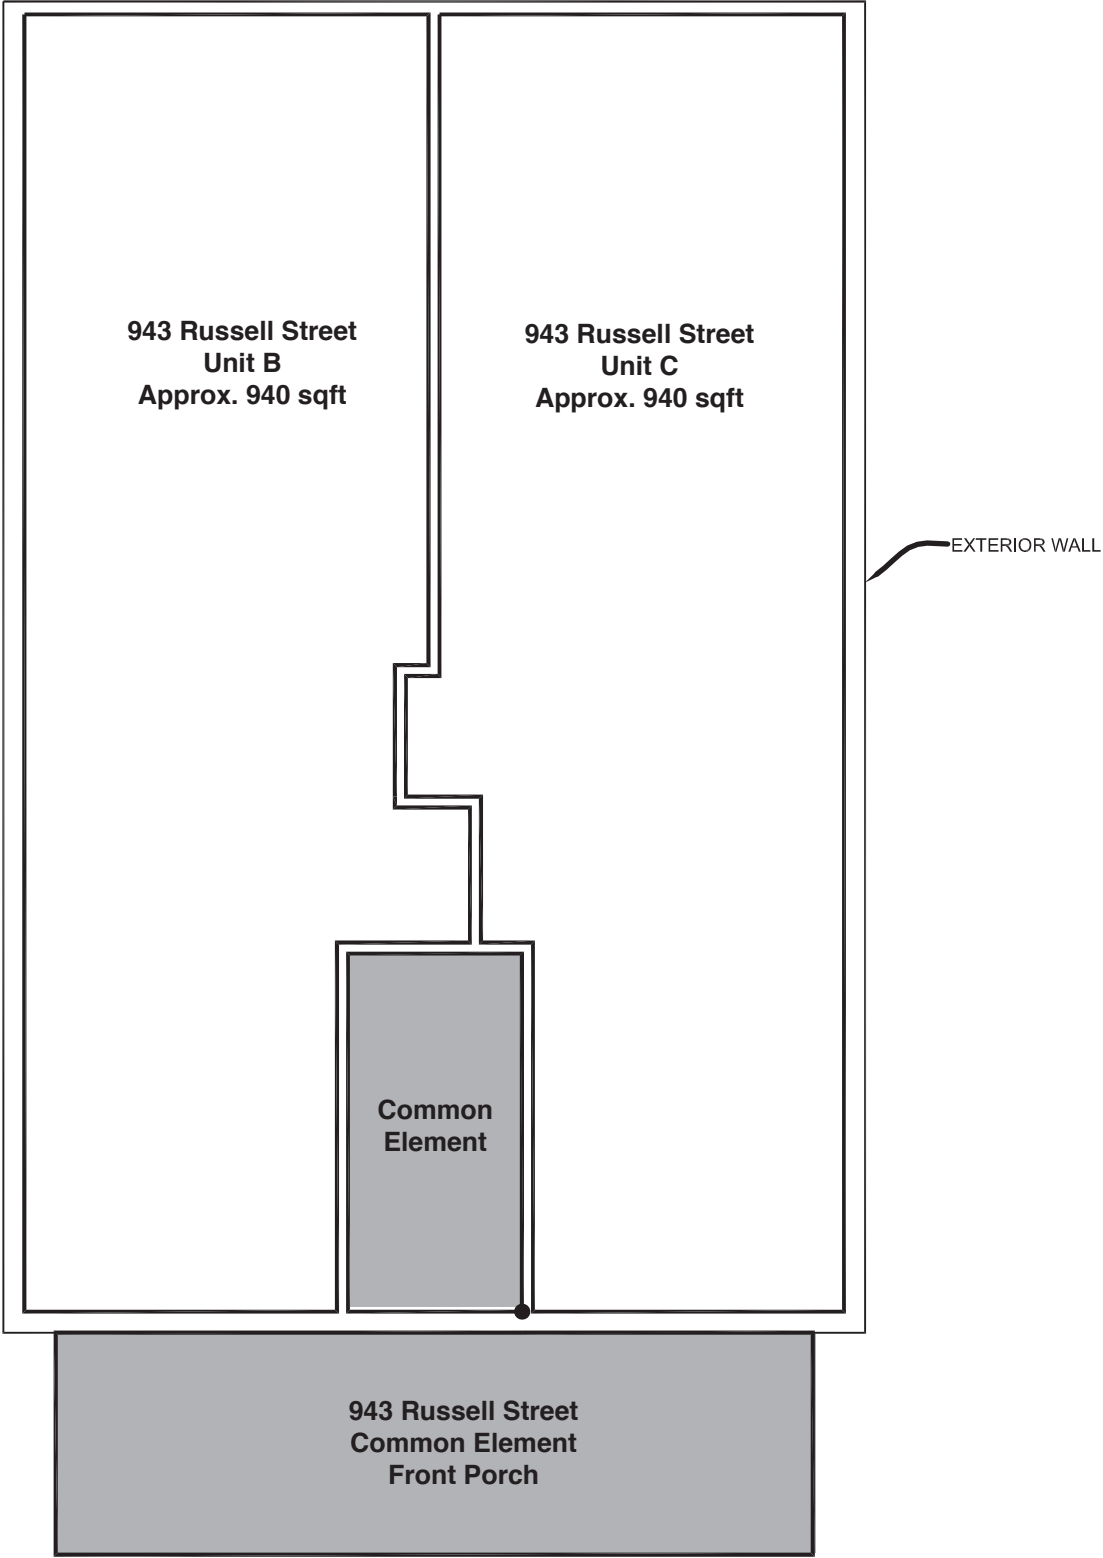 943 Russell Street
Unit B
Approx. 940 sqft
943 Russell Street
Unit C
Approx. 940 sqft
EXTERIOR WALL
Common
Element
943 Russell Street
Common Element
Front Porch